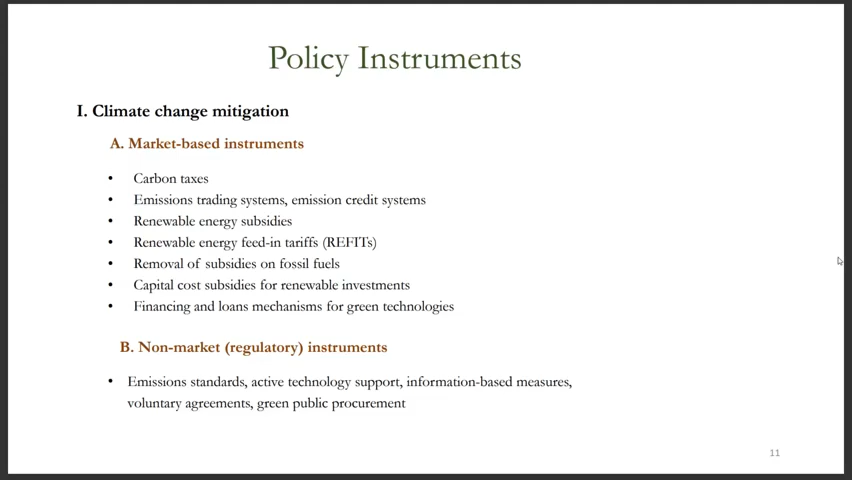 Policy Instruments
I. Climate change mitigation
A. Market-based instruments
• Carbon taxes
• Emissions trading systems, emission credit systems
• Renewable energy subsidies
• Renewable energy feed-in tariffs (REFITs)
• Removal of subsidies on fossil fuels
• Capital cost subsidies for renewable investments
• Financing and loans mechanisms for green technologies
B. Non-market (regulatory) instruments
• Emissions standards, active technology support, information-based measures,
voluntary agreements, green public procurement
11